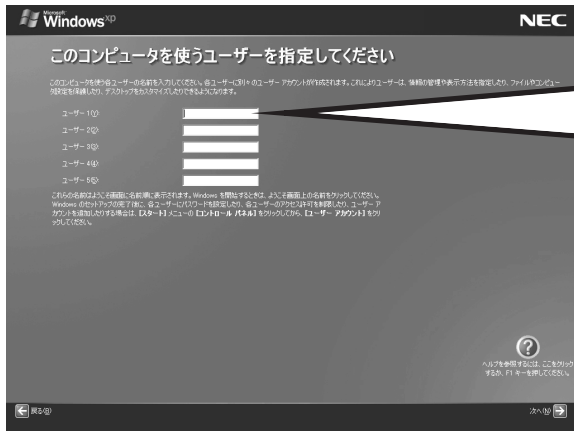 Microsoft
Windows xp
NEC
このコンピュータを使うユーザーを指定してください
このコンピュータを使う各ユーザーの名前を入力してください。各ユーザーに別々のユーザー アカウントが作成されます。これによりユーザーは、情報の管理や表示方法を指定したり、ファイルやコンピュー
タ設定を保護したり、デスクトップをカスタマイズしたりできるようになります。
ユーザー 1(Y)
ユーザー 2(2)
ユーザー 3(3)
ユーザー 4(4)
ユーザー 5(5)
これらの名前はようこそ画面に名前順に表示されます。Windows を開始するときは、ようこそ画面上の名前をクリックしてください。
Windows のセットアップの完了後に、各ユーザーにパスワードを設定したり、各ユーザーのアクセス許可を制限したり、ユーザー ア
カウントを追加したりする場合は、[スタート] メニューの [コントロール パネル] をクリックしてから、[ユーザー アカウント] をクリ
ックしてください。
ヘルプを参照するには、ここをクリック
するか、F1 キーを押してください。
戻る(B)
次へ(N)